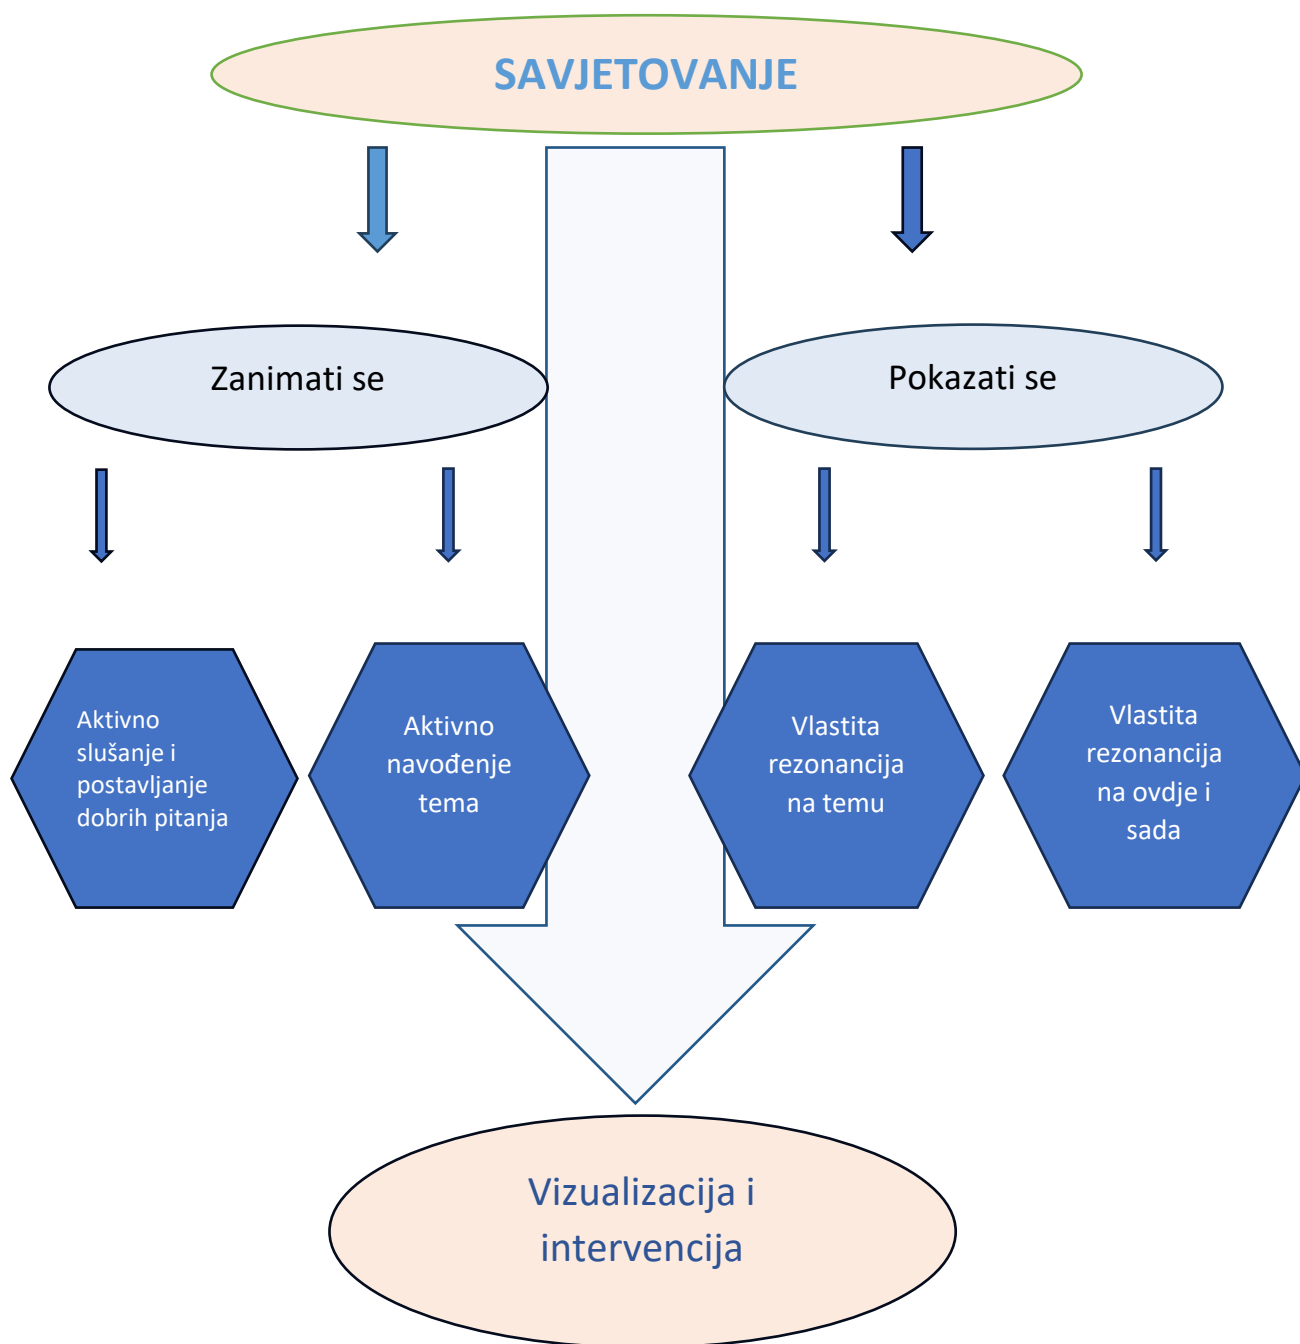 SAVJETOVANJE
Zanimati se
Pokazati se
Aktivno
slušanje i
postavljanje
dobrih pitanja
Aktivno
navođenje
tema
Vlastita
rezonancija
na temu
Vlastita
rezonancija
na ovdje i
sada
Vizualizacija i
intervencija